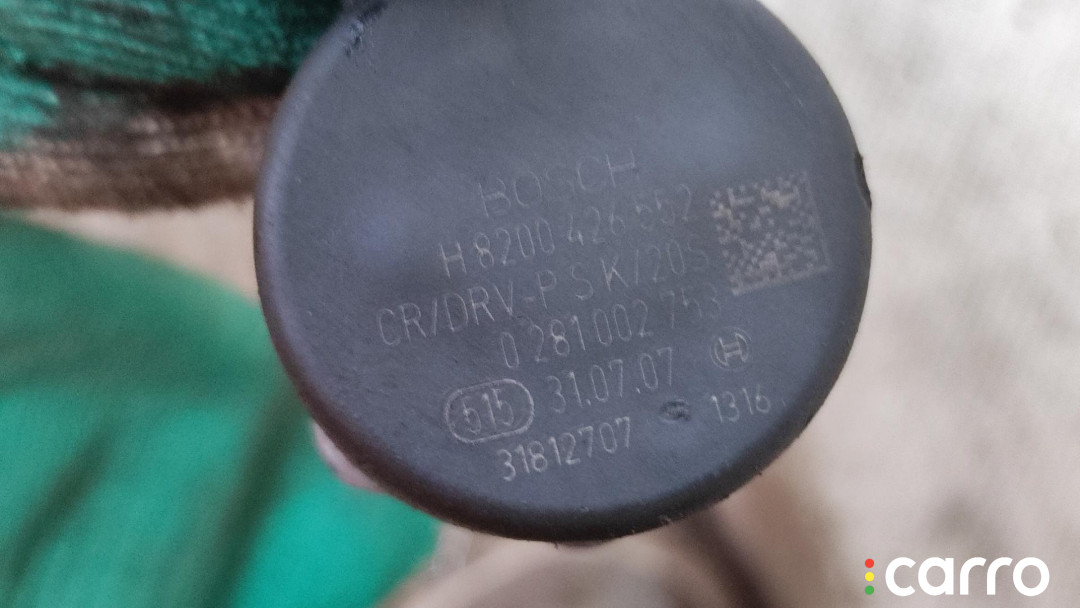 BOSCH
H 8200 426 552
CR/DRV-P S K/20S
0 281 002 753
515 31.07.07
31812707 1316
carro